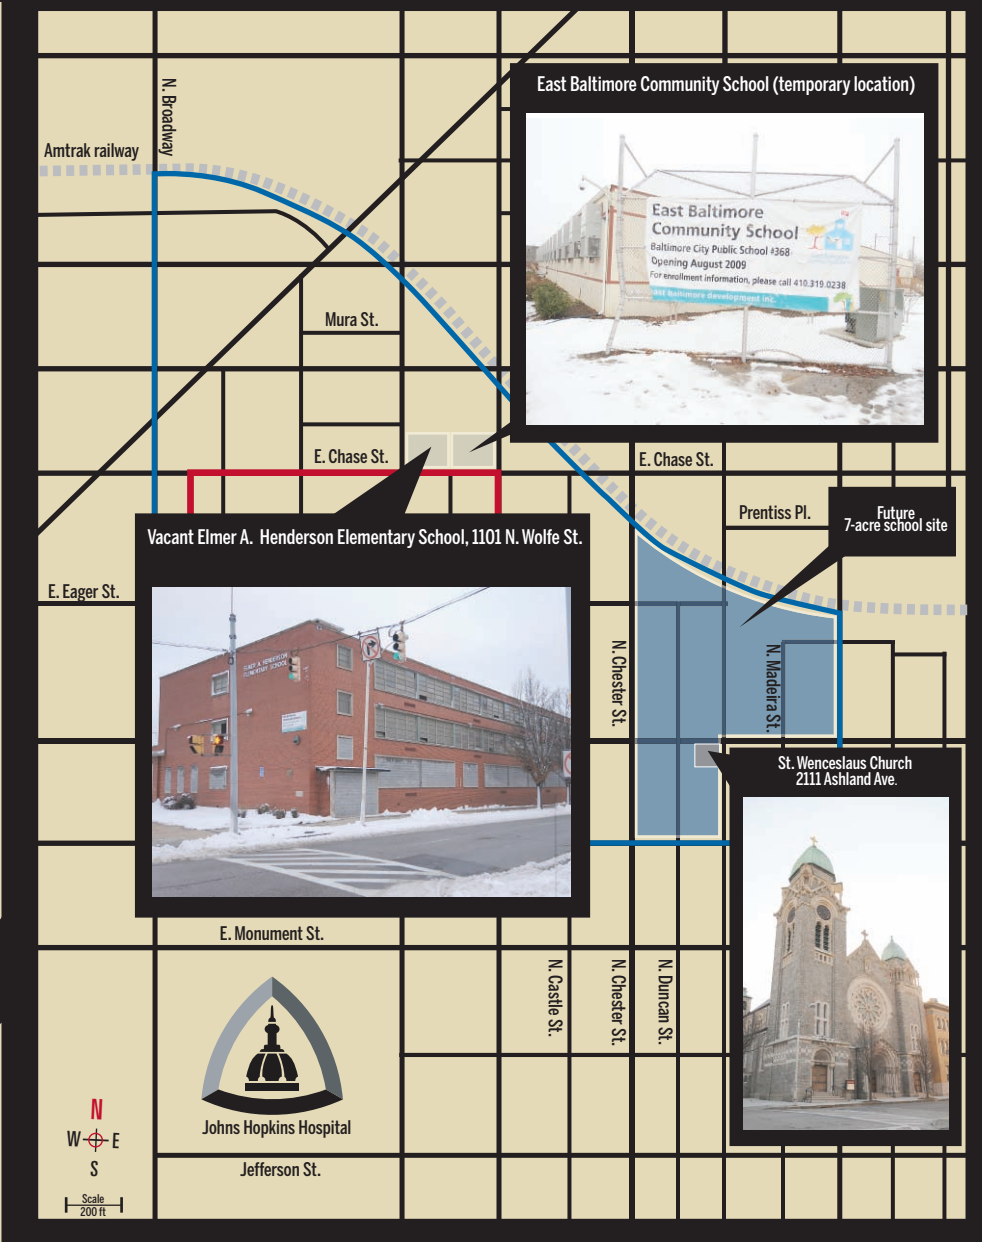 East Baltimore Community School (temporary location)
N. Broadway
Amtrak railway
East Baltimore
Community School
Baltimore City Public School #368
Opening August 2009
For enrollment information, please call 410.319.0238
east baltimore development inc.
Mura St.
E. Chase St.
E. Chase St.
Prentiss Pl.
Future
7-acre school site
Vacant Elmer A. Henderson Elementary School, 1101 N. Wolfe St.
E. Eager St.
ELMER A. HENDERSON
ELEMENTARY SCHOOL
N. Chester St.
N. Madeira St.
St. Wenceslaus Church
2111 Ashland Ave.
E. Monument St.
N. Castle St.
N. Chester St.
N. Duncan St.
Johns Hopkins Hospital
Jefferson St.
N
W E
S
Scale
200 ft